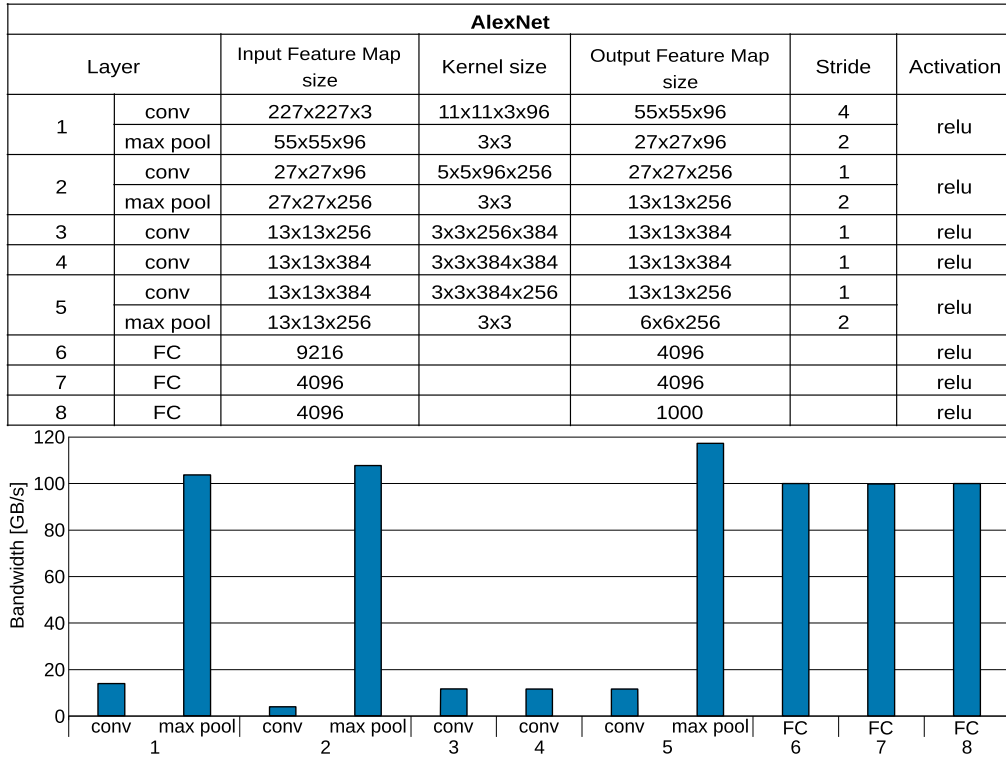 AlexNet
Layer Input Feature Map size Kernel size Output Feature Map size Stride Activation
1 conv 227x227x3 11x11x3x96 55x55x96 4 relu
max pool 55x55x96 3x3 27x27x96 2
2 conv 27x27x96 5x5x96x256 27x27x256 1 relu
max pool 27x27x256 3x3 13x13x256 2
3 conv 13x13x256 3x3x256x384 13x13x384 1 relu
4 conv 13x13x384 3x3x384x384 13x13x384 1 relu
5 conv 13x13x384 3x3x384x256 13x13x256 1 relu
max pool 13x13x256 3x3 6x6x256 2
6 FC 9216 4096 relu
7 FC 4096 4096 relu
8 FC 4096 1000 relu
Bandwidth [GB/s]
120
100
80
60
40
20
0
conv max pool conv max pool conv conv conv max pool FC FC FC
1 2 3 4 5 6 7 8